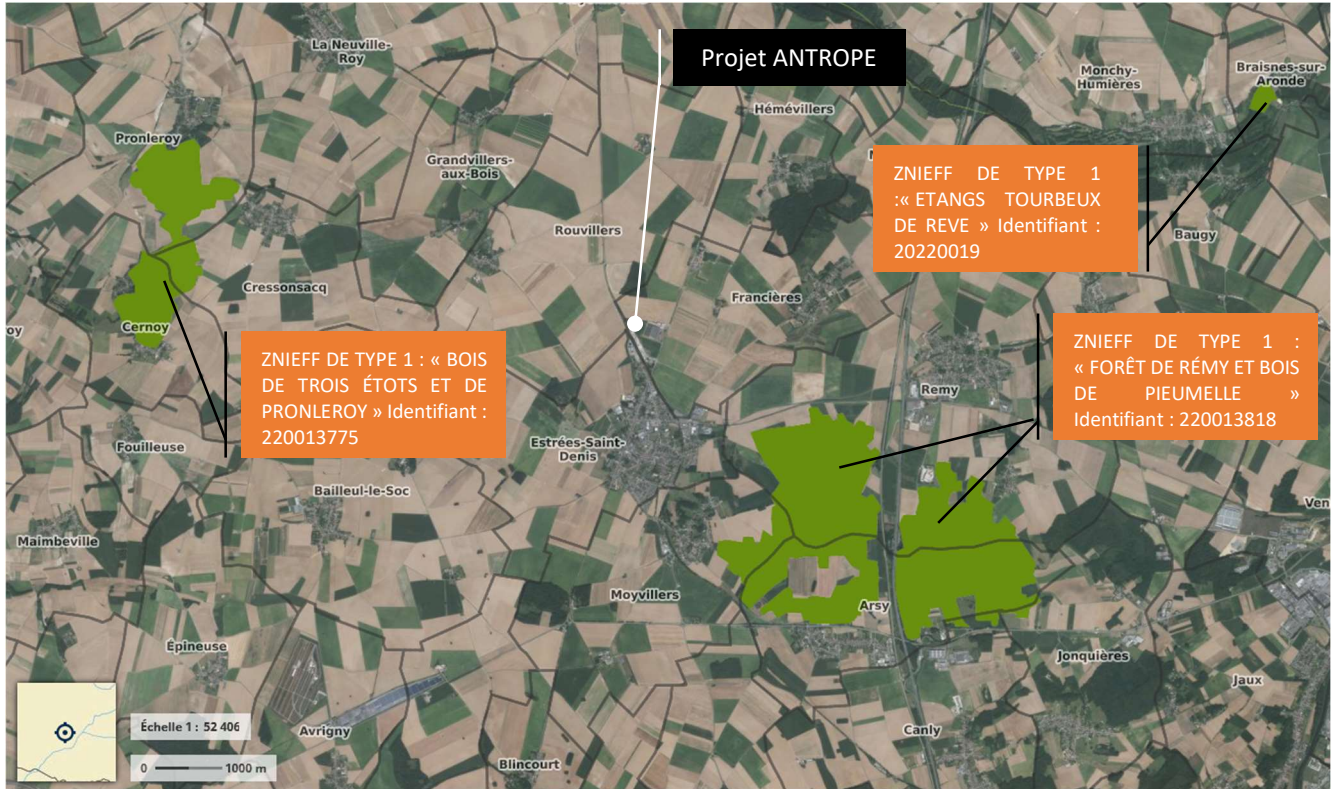 La Neuville-
Roy
Projet ANTROPE
Monchy-
Humières
Braisnes-sur-
Aronde
Hémévillers
Pronleroy
Grandvillers-
aux-Bois
ZNIEFF DE TYPE 1
:« ETANGS TOURBEUX
DE REVE » Identifiant :
20220019
Rouvillers
Baugy
Cressonsacq
Francières
Cernoy
oy
ZNIEFF DE TYPE 1 : « BOIS
DE TROIS ÉTOTS ET DE
PRONLEROY » Identifiant :
220013775
ZNIEFF DE TYPE 1 :
« FORÊT DE RÉMY ET BOIS
DE PIEUMELLE »
Identifiant : 220013818
Remy
Fouilleuse
Estrées-Saint-
Denis
Bailleul-le-Soc
Ven
Maimbeville
Moyvillers
Arsy
Épineuse
Jonquières
Jaux
Échelle 1 : 52 406
Avrigny
Canly
0 1000 m
Blincourt